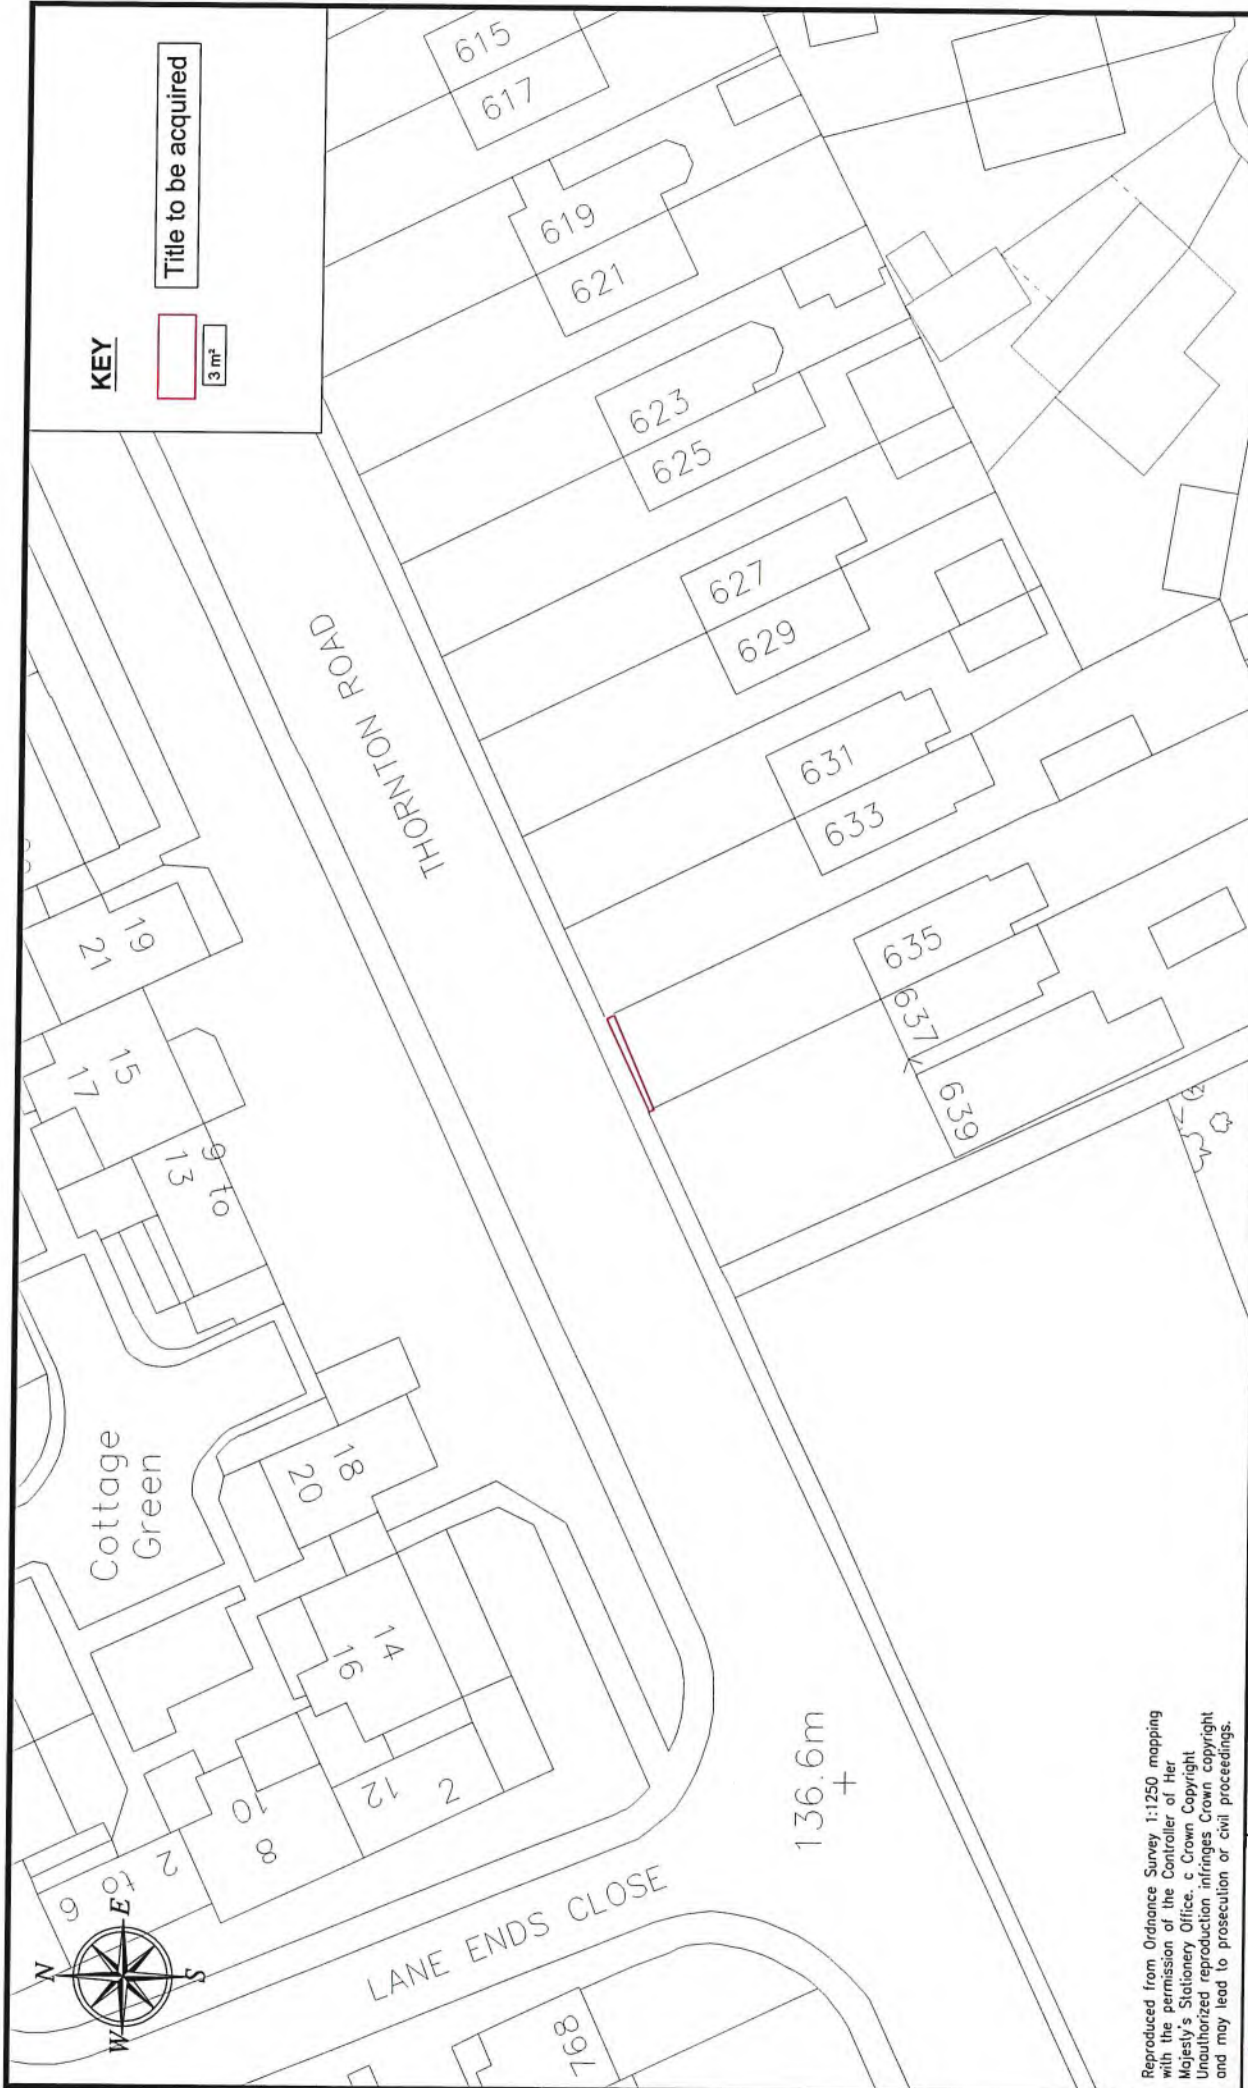 KEY
Title to be acquired
3 m²
N
E
S
W
THORNTON ROAD
LANE ENDS CLOSE
Cottage
Green
136.6m
615
617
619
621
623
625
627
629
631
633
635
637
639
19
21
15
17
9 to
13
18
20
14
16
12
2
10
8
2
to
6
768
Reproduced from Ordnance Survey 1:1250 mapping
with the permission of the Controller of Her
Majesty's Stationery Office. c Crown Copyright
Unauthorized reproduction infringes Crown copyright
and may lead to prosecution or civil proceedings.